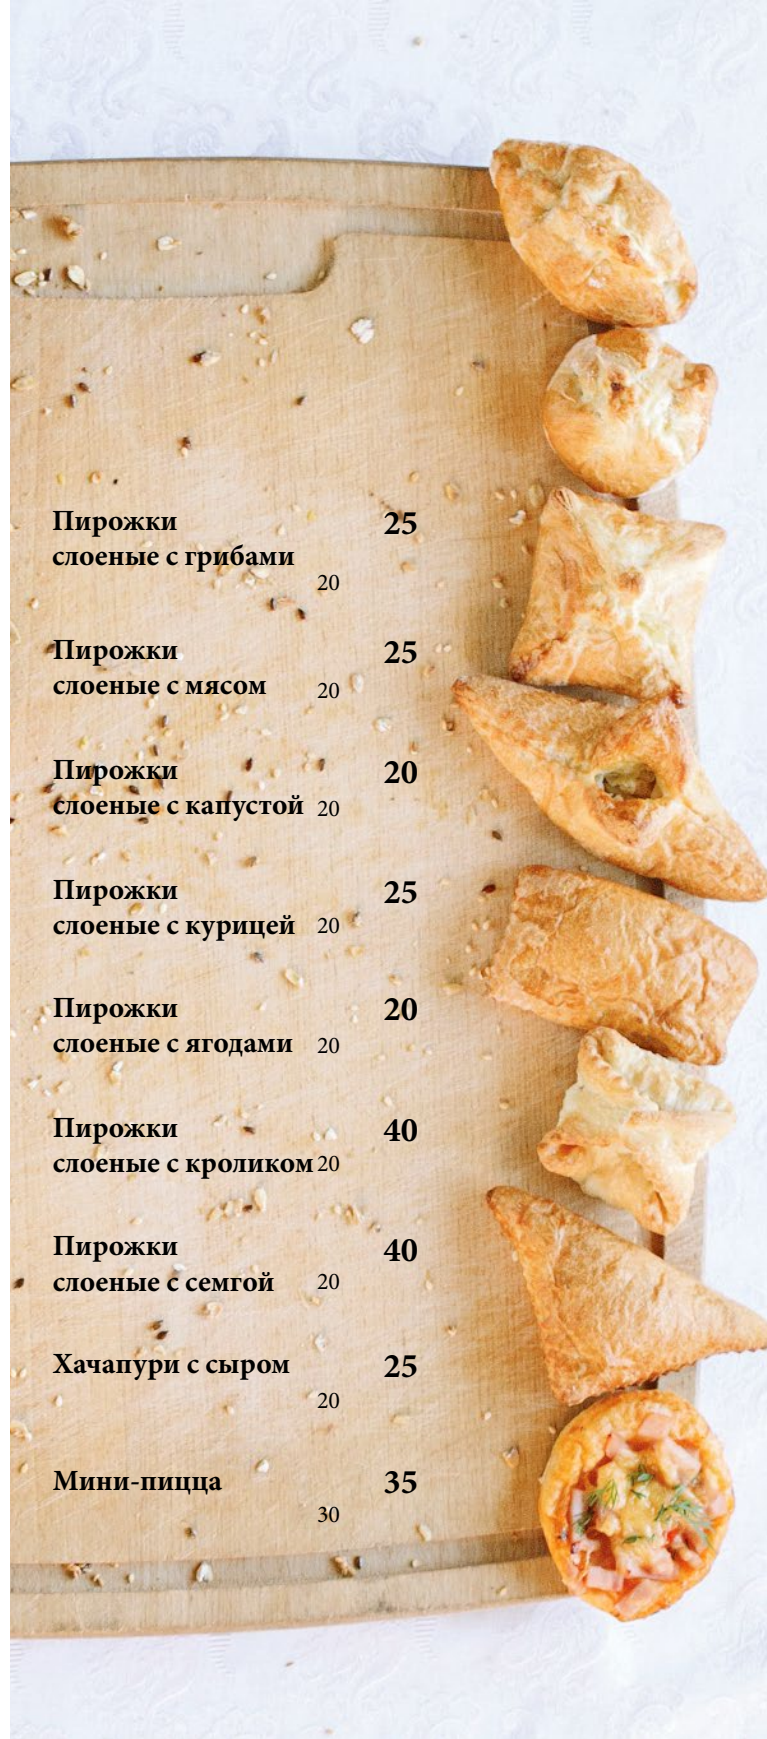 Пирожки 25
слоеные с грибами
20
Пирожки 25
слоеные с мясом 20
Пирожки 20
слоеные с капустой 20
Пирожки 25
слоеные с курицей 20
Пирожки 20
слоеные с ягодами 20
Пирожки 40
слоеные с кроликом 20
Пирожки 40
слоеные с семгой 20
Хачапури с сыром 25
20
Мини-пицца 35
30